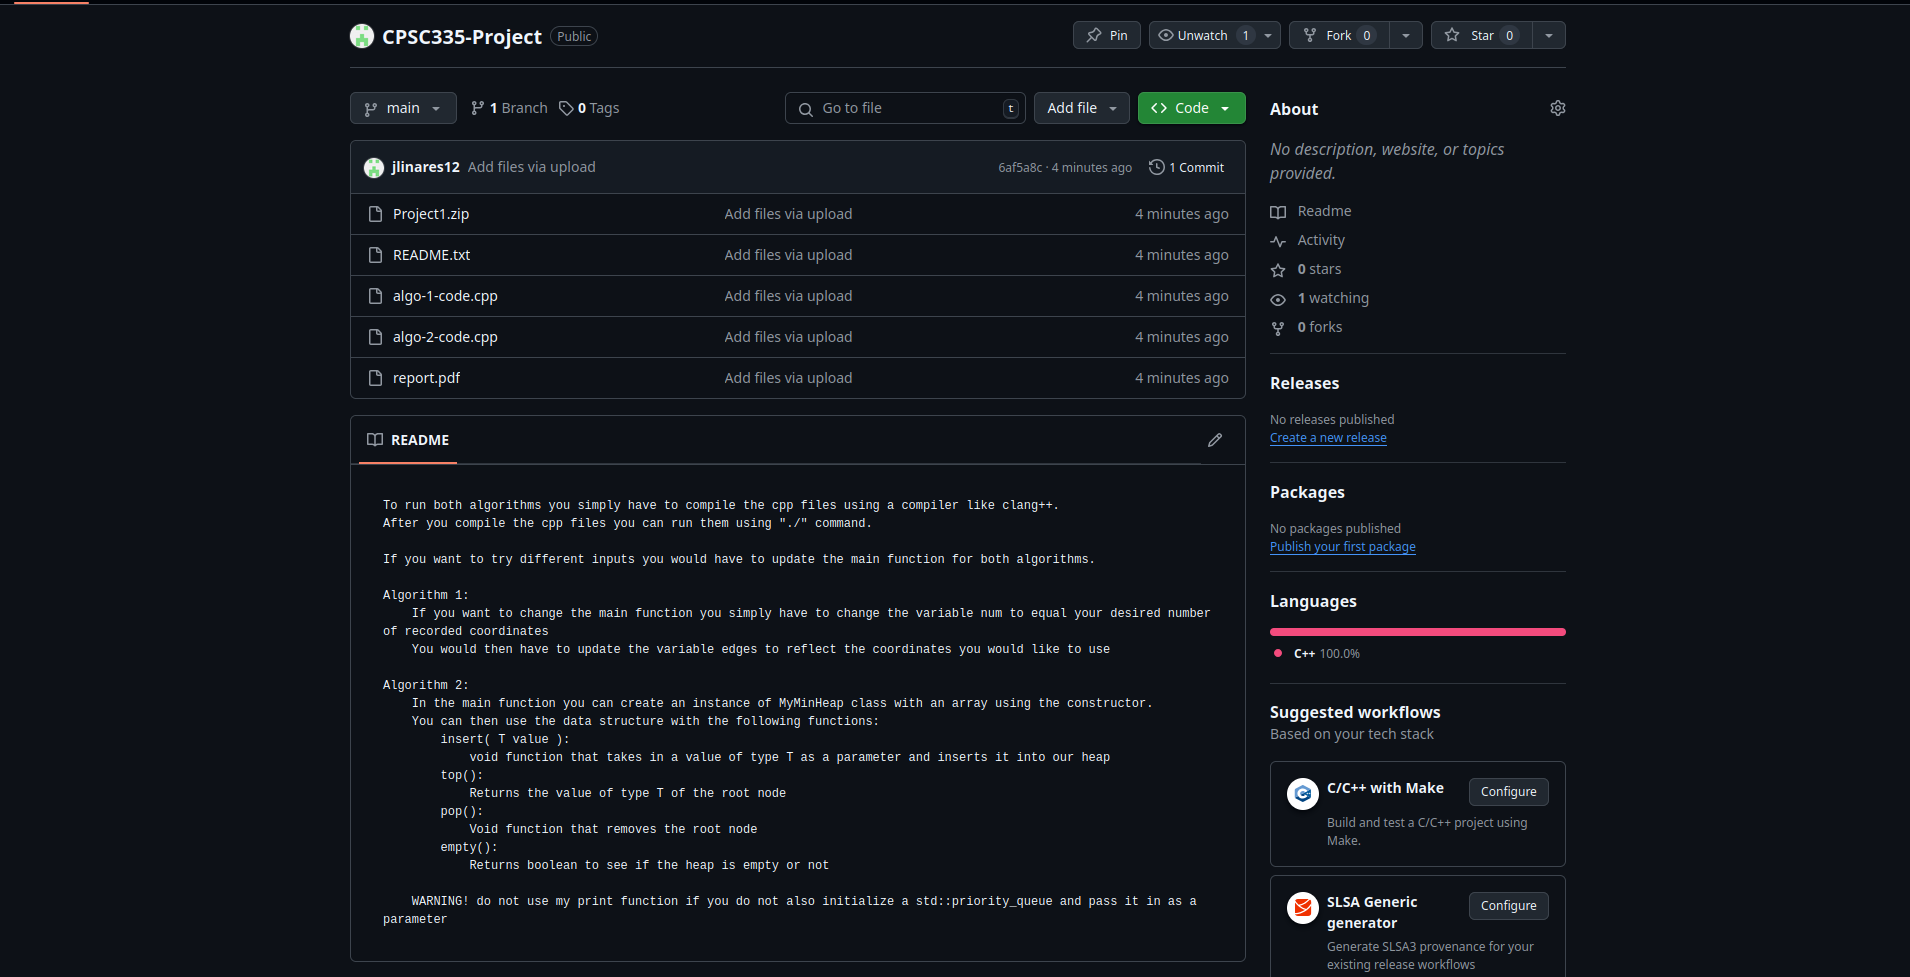 CPSC335-Project Public Pin Unwatch 1 Fork 0 Star 0
main 1 Branch 0 Tags Go to file t Add file Code
jlinares12 Add files via upload 6af5a8c · 4 minutes ago 1 Commit
Project1.zip Add files via upload 4 minutes ago
README.txt Add files via upload 4 minutes ago
algo-1-code.cpp Add files via upload 4 minutes ago
algo-2-code.cpp Add files via upload 4 minutes ago
report.pdf Add files via upload 4 minutes ago
README
To run both algorithms you simply have to compile the cpp files using a compiler like clang++.
After you compile the cpp files you can run them using "./" command.
If you want to try different inputs you would have to update the main function for both algorithms.
Algorithm 1:
If you want to change the main function you simply have to change the variable num to equal your desired number
of recorded coordinates
You would then have to update the variable edges to reflect the coordinates you would like to use
Algorithm 2:
In the main function you can create an instance of MyMinHeap class with an array using the constructor.
You can then use the data structure with the following functions:
insert( T value ):
void function that takes in a value of type T as a parameter and inserts it into our heap
top():
Returns the value of type T of the root node
pop():
Void function that removes the root node
empty():
Returns boolean to see if the heap is empty or not
WARNING! do not use my print function if you do not also initialize a std::priority_queue and pass it in as a
parameter
About
No description, website, or topics
provided.
Readme
Activity
0 stars
1 watching
0 forks
Releases
No releases published
Create a new release
Packages
No packages published
Publish your first package
Languages
C++ 100.0%
Suggested workflows
Based on your tech stack
C/C++ with Make Configure
Build and test a C/C++ project using
Make.
SLSA Generic
generator Configure
Generate SLSA3 provenance for your
existing release workflows